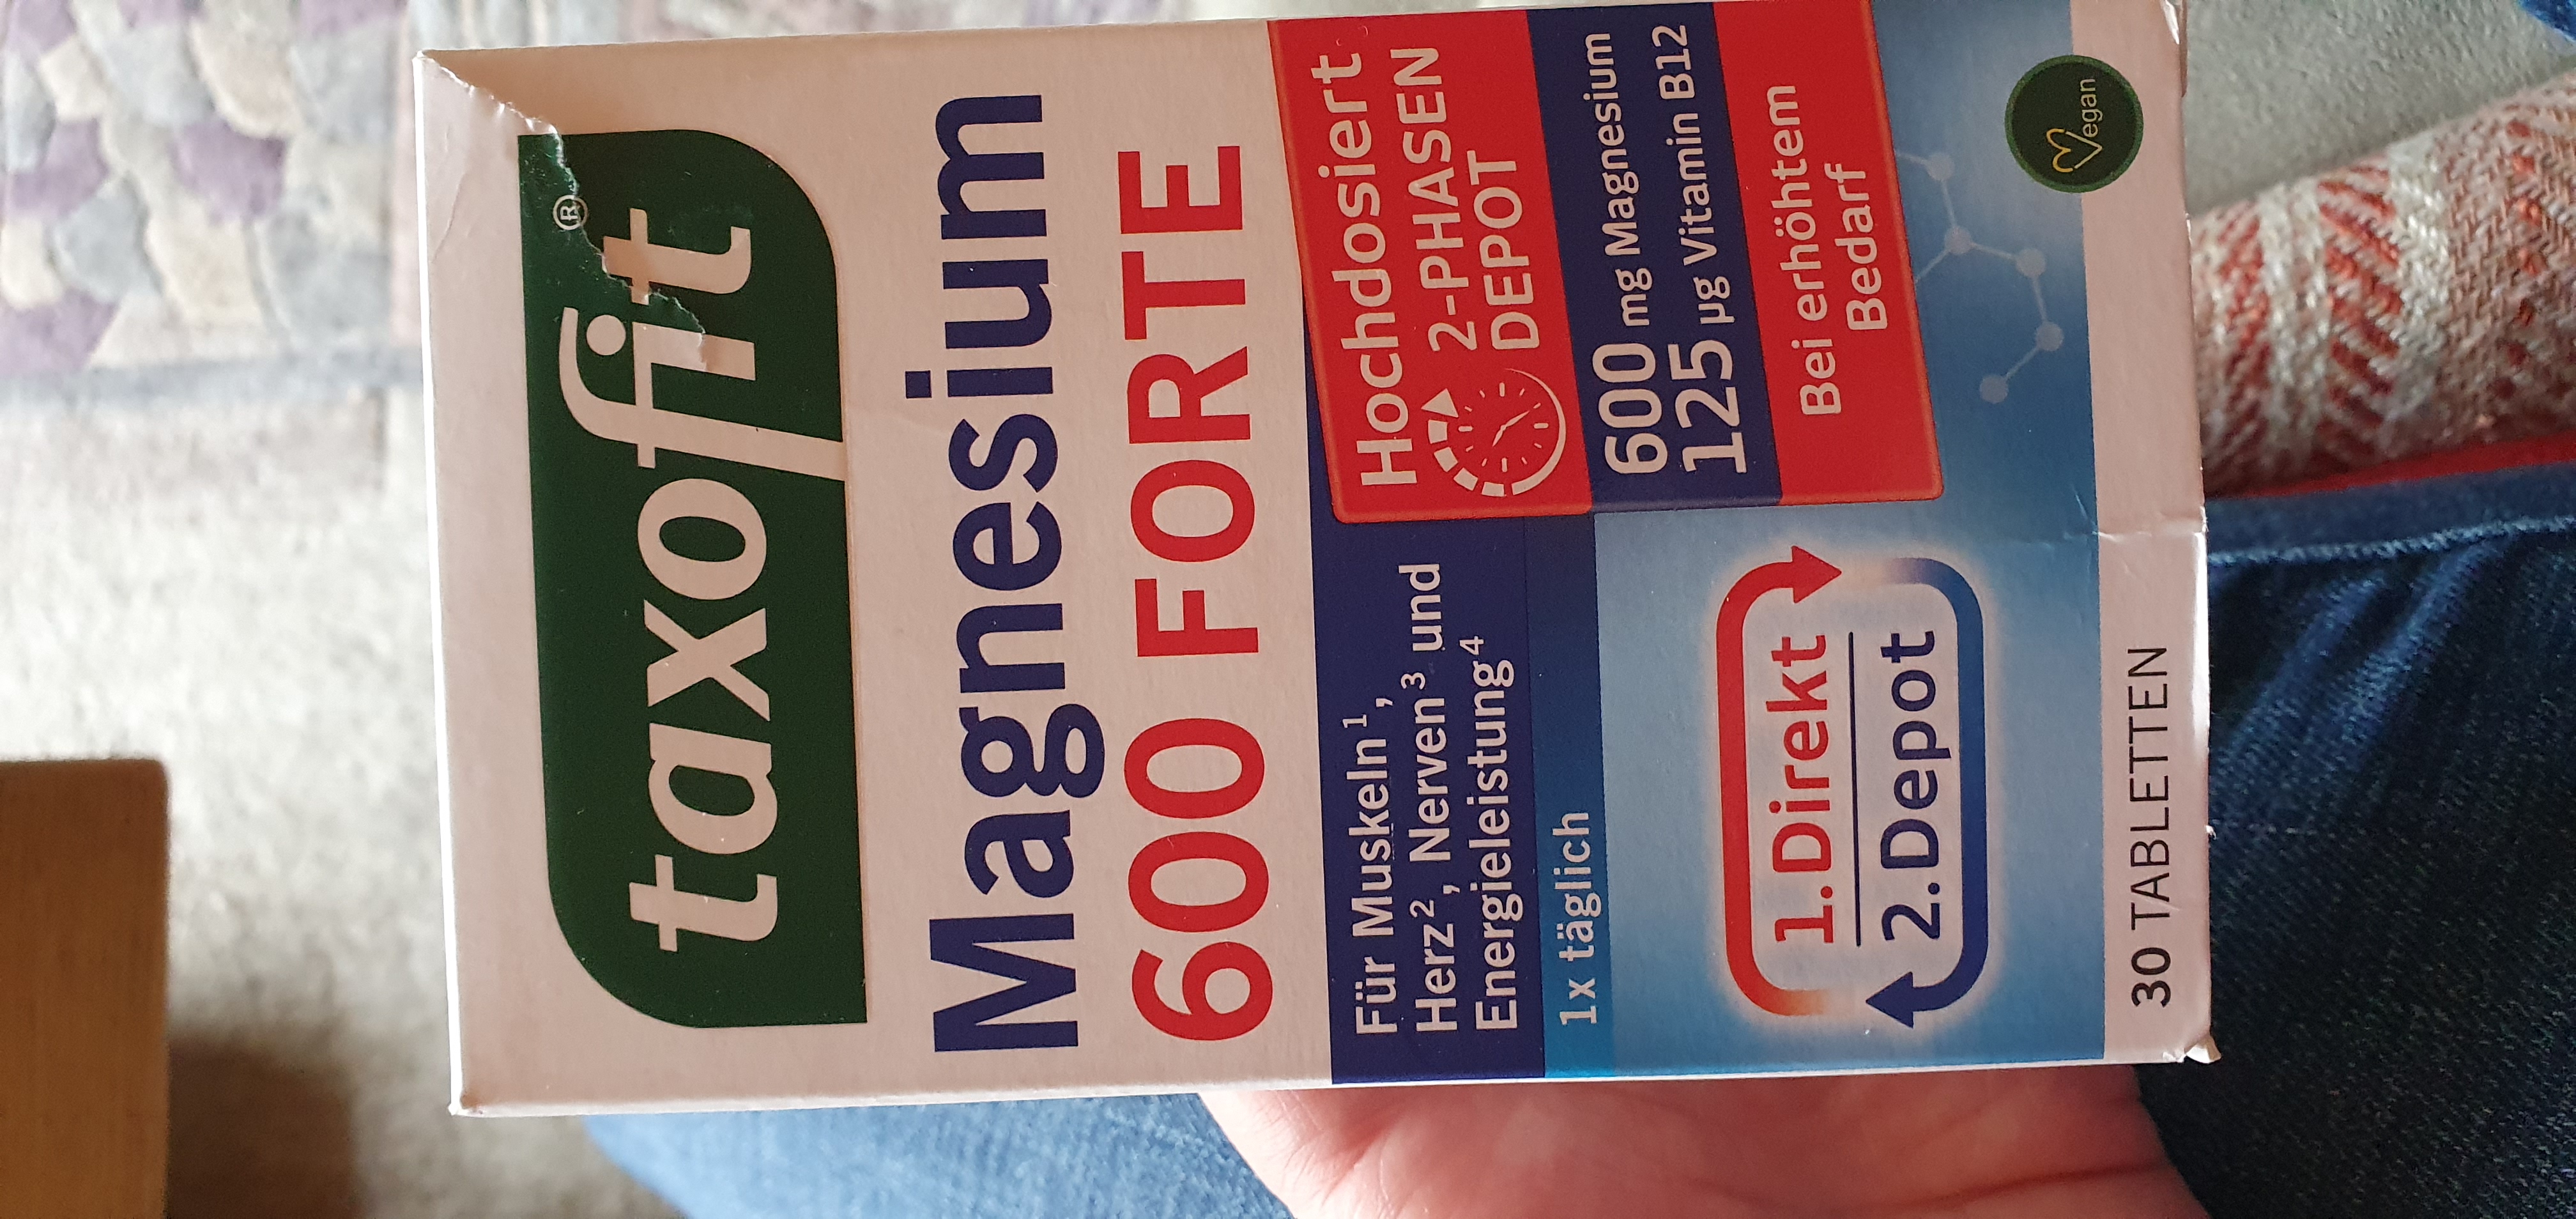 taxofit®
Magnesium
600 FORTE
Für Muskeln¹,
Herz², Nerven³ und
Energieleistung⁴
1x täglich
Hochdosiert
2-PHASEN
DEPOT
600 mg Magnesium
125 µg Vitamin B12
Bei erhöhtem
Bedarf
1.Direkt
2.Depot
Vegan
30 TABLETTEN